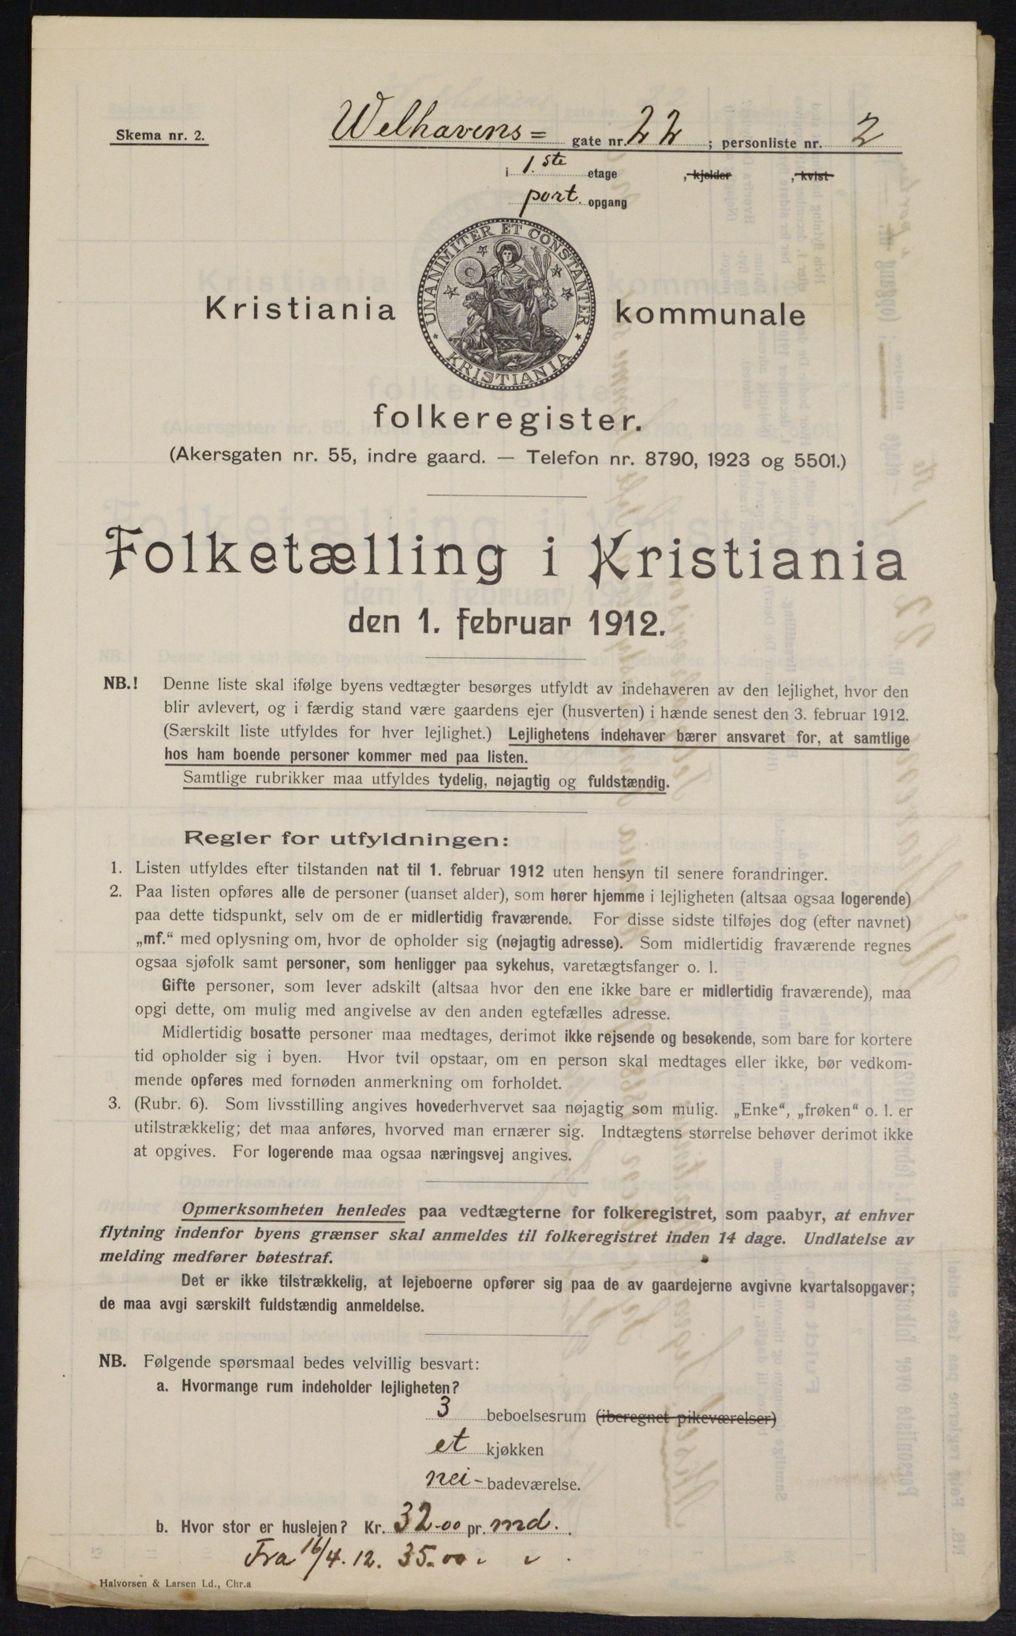 Skema nr. 2.
Welhavens= gate nr. 22 ; personliste nr. 2
i 1.ste etage , kjelder , kvist
port. opgang
UNANIMITER ET CONSTANTER
KRISTIANIA
Kristiania kommunale
folkeregister.
(Akersgaten nr. 55, indre gaard. — Telefon nr. 8790, 1923 og 5501.)
Folketælling i Kristiania
den 1. februar 1912.
NB.! Denne liste skal ifølge byens vedtægter besørges utfyldt av indehaveren av den lejlighet, hvor den
blir avlevert, og i færdig stand være gaardens ejer (husverten) i hænde senest den 3. februar 1912.
(Særskilt liste utfyldes for hver lejlighet.) Lejlighetens indehaver bærer ansvaret for, at samtlige
hos ham boende personer kommer med paa listen.
Samtlige rubrikker maa utfyldes tydelig, nøjagtig og fuldstændig.
Regler for utfyldningen:
1. Listen utfyldes efter tilstanden nat til 1. februar 1912 uten hensyn til senere forandringer.
2. Paa listen opføres alle de personer (uanset alder), som hører hjemme i lejligheten (altsaa ogsaa logerende)
paa dette tidspunkt, selv om de er midlertidig fraværende. For disse sidste tilføjes dog (efter navnet)
„mf.“ med oplysning om, hvor de opholder sig (nøjagtig adresse). Som midlertidig fraværende regnes
ogsaa sjøfolk samt personer, som henligger paa sykehus, varetægtsfanger o. l.
Gifte personer, som lever adskilt (altsaa hvor den ene ikke bare er midlertidig fraværende), maa
opgi dette, om mulig med angivelse av den anden egtefælles adresse.
Midlertidig bosatte personer maa medtages, derimot ikke rejsende og besøkende, som bare for kortere
tid opholder sig i byen. Hvor tvil opstaar, om en person skal medtages eller ikke, bør vedkom-
mende opføres med fornøden anmerkning om forholdet.
3. (Rubr. 6). Som livsstilling angives hovederhvervet saa nøjagtig som mulig. „Enke“, „frøken“ o. l. er
utilstrækkelig; det maa anføres, hvorved man ernærer sig. Indtægtens størrelse behøver derimot ikke
at opgives. For logerende maa ogsaa næringsvej angives.
Opmerksomheten henledes paa vedtægterne for folkeregistret, som paabyr, at enhver
flytning indenfor byens grænser skal anmeldes til folkeregistret inden 14 dage. Undlatelse av
melding medfører bøtestraf.
Det er ikke tilstrækkelig, at lejeboerne opfører sig paa de av gaardejerne avgivne kvartalsopgaver;
de maa avgi særskilt fuldstændig anmeldelse.
NB. Følgende spørsmaal bedes velvillig besvart:
a. Hvormange rum indeholder lejligheten?
3 beboelsesrum (iberegnet pikeværelser)
et kjøkken
nei- badeværelse.
b. Hvor stor er huslejen? Kr. 32.00 pr. md.
Fra 16/4.12. 35.00 „ „ .
Halvorsen & Larsen Ld., Chr.a